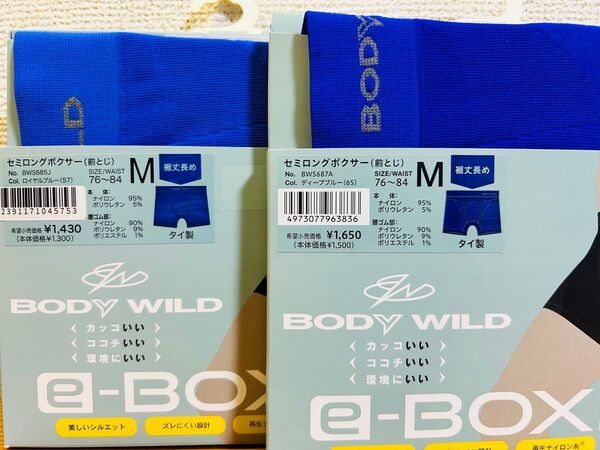 セミロングボクサー(前とじ)
No. BWS685J
Col. ロイヤルブルー(57)
SIZE/WAIST
76〜84
M
裾丈長め
本体:
ナイロン 95%
ポリウレタン 5%
腰ゴム部:
ナイロン 90%
ポリウレタン 9%
ポリエステル 1%
2391171045753
希望小売価格 ¥1,430
(本体価格¥1,300)
タイ製
BODY WILD
カッコいい
ココチいい
環境にいい
e-BOX
美しいシルエット
ズレにくい設計
BODY
セミロングボクサー(前とじ)
No. BWS687A
Col. ディープブルー(65)
SIZE/WAIST
76〜84
M
裾丈長め
本体:
ナイロン 95%
ポリウレタン 5%
腰ゴム部:
ナイロン 90%
ポリウレタン 9%
ポリエステル 1%
4973077963836
希望小売価格 ¥1,650
(本体価格¥1,500)
タイ製
BODY WILD
カッコいい
ココチいい
環境にいい
e-BOX
再生ナイロン糸※